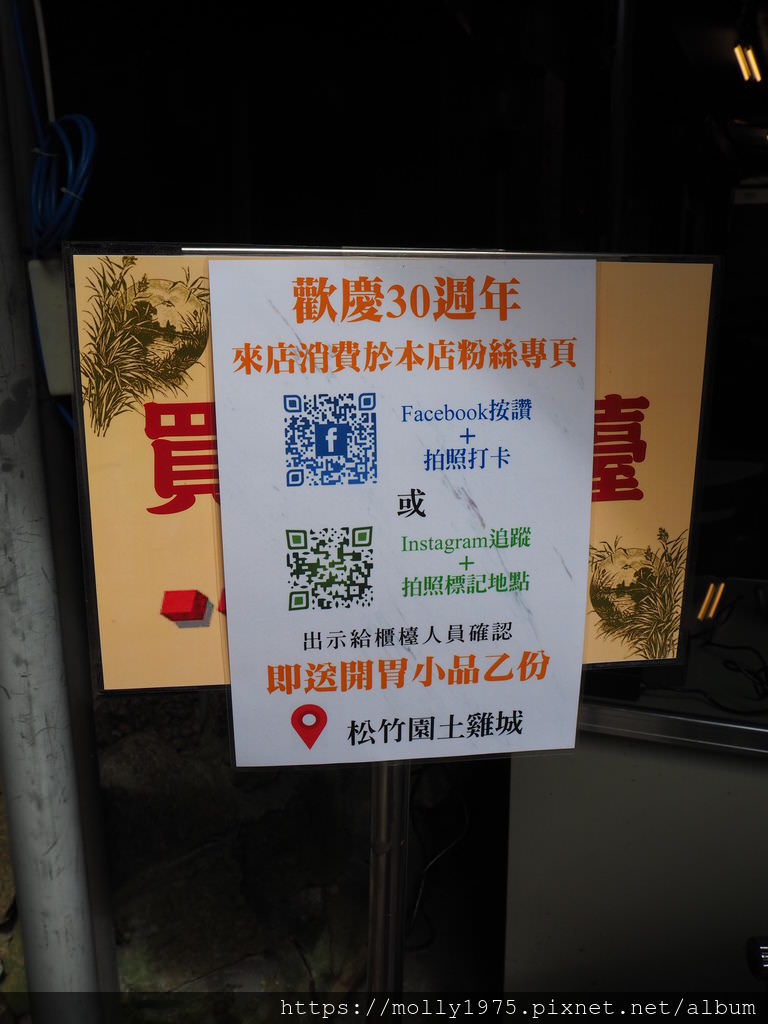 歡慶30週年
來店消費於本店粉絲專頁
Facebook按讚
+
拍照打卡
或
Instagram追蹤
+
拍照標記地點
出示給櫃檯人員確認
即送開胃小品乙份
松竹園土雞城
買
臺
https://molly1975.pixnet.net/album